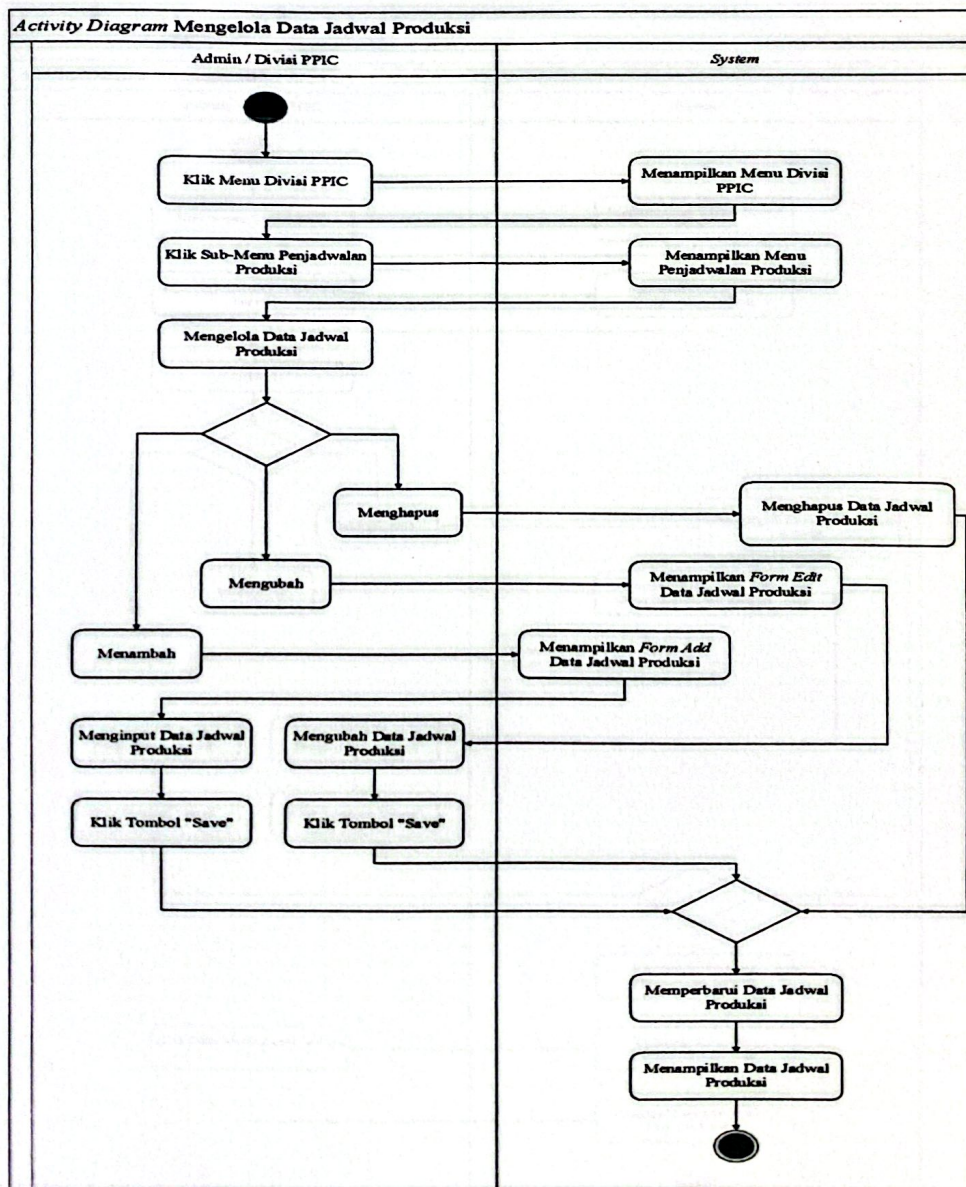 Activity Diagram Mengelola Data Jadwal Produksi
Admin / Divisi PPIC
System
Klik Menu Divisi PPIC
Menampilkan Menu Divisi
PPIC
Klik Sub-Menu Penjadwalan
Produksi
Menampilkan Menu
Penjadwalan Produksi
Mengelola Data Jadwal
Produksi
Menghapus
Menghapus Data Jadwal
Produksi
Mengubah
Menampilkan Form Edit
Data Jadwal Produksi
Menambah
Menampilkan Form Add
Data Jadwal Produksi
Menginput Data Jadwal
Produksi
Mengubah Data Jadwal
Produksi
Klik Tombol "Save"
Klik Tombol "Save"
Memperbarui Data Jadwal
Produksi
Menampilkan Data Jadwal
Produksi